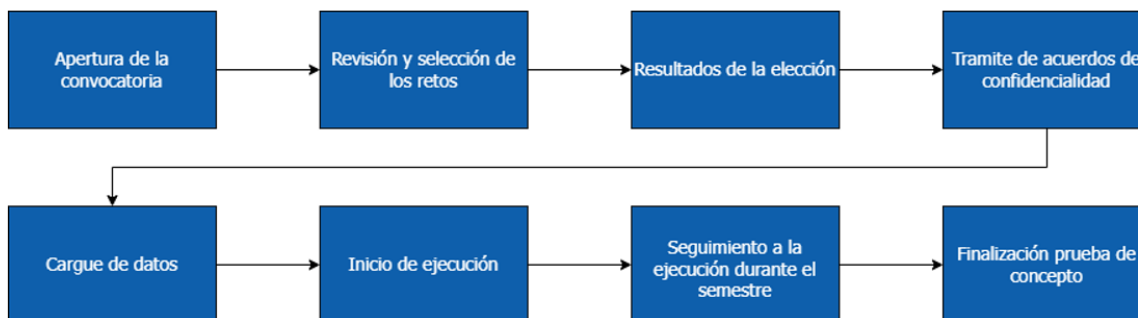 Apertura de la
convocatoria
Revisión y selección de
los retos
Resultados de la elección
Tramite de acuerdos de
confidencialidad
Cargue de datos
Inicio de ejecución
Seguimiento a la
ejecución durante el
semestre
Finalización prueba de
concepto